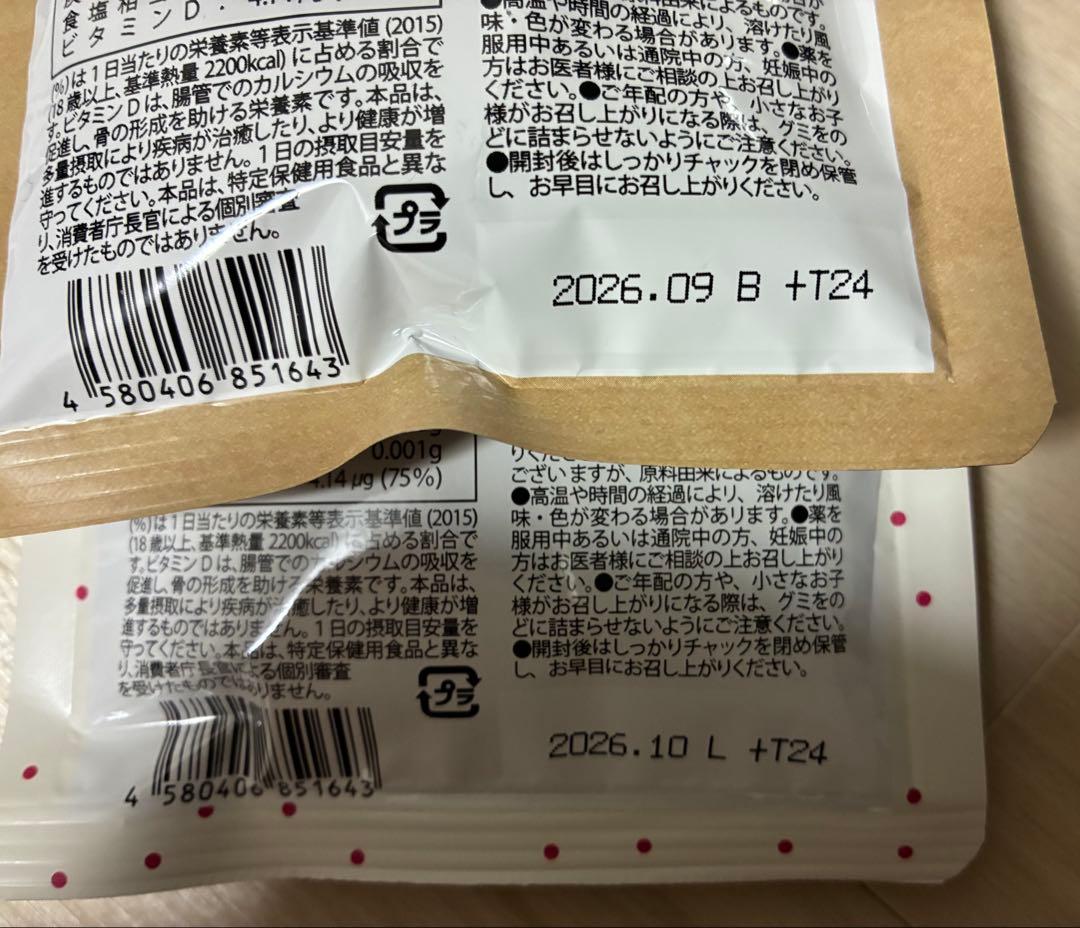 食塩相
ビタミンD・
(%)は1日当たりの栄養素等表示基準値(2015)
(18歳以上、基準熱量2200kcal)に占める割合で
す。ビタミンDは、腸管でのカルシウムの吸収を
促進し、骨の形成を助ける栄養素です。本品は、
多量摂取により疾病が治癒したり、より健康が増
進するものではありません。1日の摂取目安量を
守ってください。本品は、特定保健用食品と異な
り、消費者庁長官による個別審査
を受けたものではありません。
プラ
4 580406 851643
●高温や時間の経過により、溶けたり風
味・色が変わる場合があります。●薬を
服用中あるいは通院中の方、妊娠中の
方はお医者様にご相談の上お召し上がり
ください。●ご年配の方や、小さなお子
様がお召し上がりになる際は、グミをの
どに詰まらせないようにご注意ください。
●開封後はしっかりチャックを閉め保管
し、お早目にお召し上がりください。
2026.09 B +T24
0.001g
4.14μg(75%)
(%)は1日当たりの栄養素等表示基準値(2015)
(18歳以上、基準熱量2200kcal)に占める割合で
す。ビタミンDは、腸管でのカルシウムの吸収を
促進し、骨の形成を助ける栄養素です。本品は、
多量摂取により疾病が治癒したり、より健康が増
進するものではありません。1日の摂取目安量を
守ってください。本品は、特定保健用食品と異な
り、消費者庁長官による個別審査
を受けたものではありません。
プラ
4 580406 851643
ございますが、原料由来によるものです。
●高温や時間の経過により、溶けたり風
味・色が変わる場合があります。●薬を
服用中あるいは通院中の方、妊娠中の
方はお医者様にご相談の上お召し上がり
ください。●ご年配の方や、小さなお子
様がお召し上がりになる際は、グミをの
どに詰まらせないようにご注意ください。
●開封後はしっかりチャックを閉め保管
し、お早目にお召し上がりください。
2026.10 L +T24